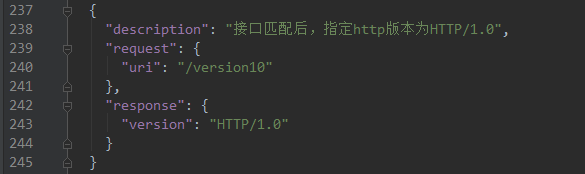 237 {
238 "description": "接口匹配后，指定http版本为HTTP/1.0",
239 "request": {
240 "uri": "/version10"
241 },
242 "response": {
243 "version": "HTTP/1.0"
244 }
245 }